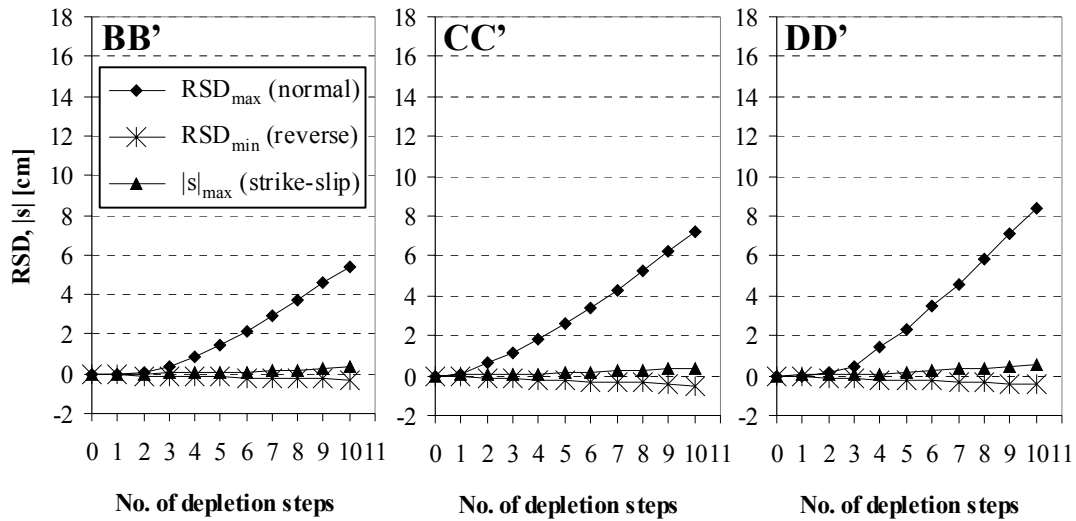 BB’
CC’
DD’
RSD, |s| [cm]
18
16
14
12
10
8
6
4
2
0
-2
RSDmax (normal)
RSDmin (reverse)
|s|max (strike-slip)
0 1 2 3 4 5 6 7 8 9 10 11
No. of depletion steps
18
16
14
12
10
8
6
4
2
0
-2
0 1 2 3 4 5 6 7 8 9 10 11
No. of depletion steps
18
16
14
12
10
8
6
4
2
0
-2
0 1 2 3 4 5 6 7 8 9 10 11
No. of depletion steps